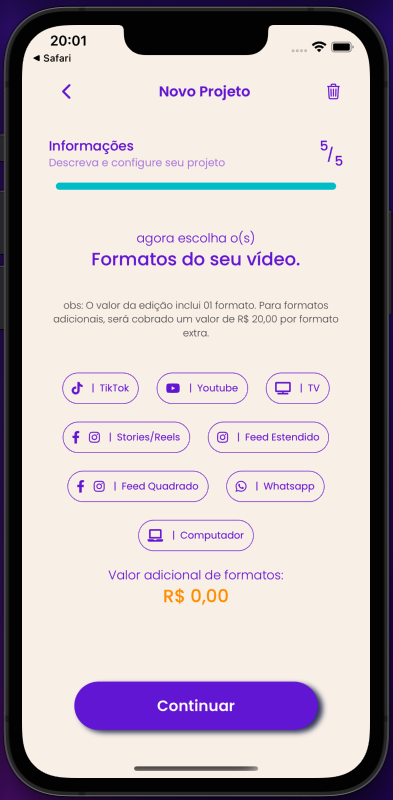 20:01
◀ Safari
Novo Projeto
Informações
5/5
Descreva e configure seu projeto
agora escolha o(s)
Formatos do seu vídeo.
obs: O valor da edição inclui 01 formato. Para formatos
adicionais, será cobrado um valor de R$ 20,00 por formato
extra.
| TikTok
| Youtube
| TV
| Stories/Reels
| Feed Estendido
| Feed Quadrado
| Whatsapp
| Computador
Valor adicional de formatos:
R$ 0,00
Continuar